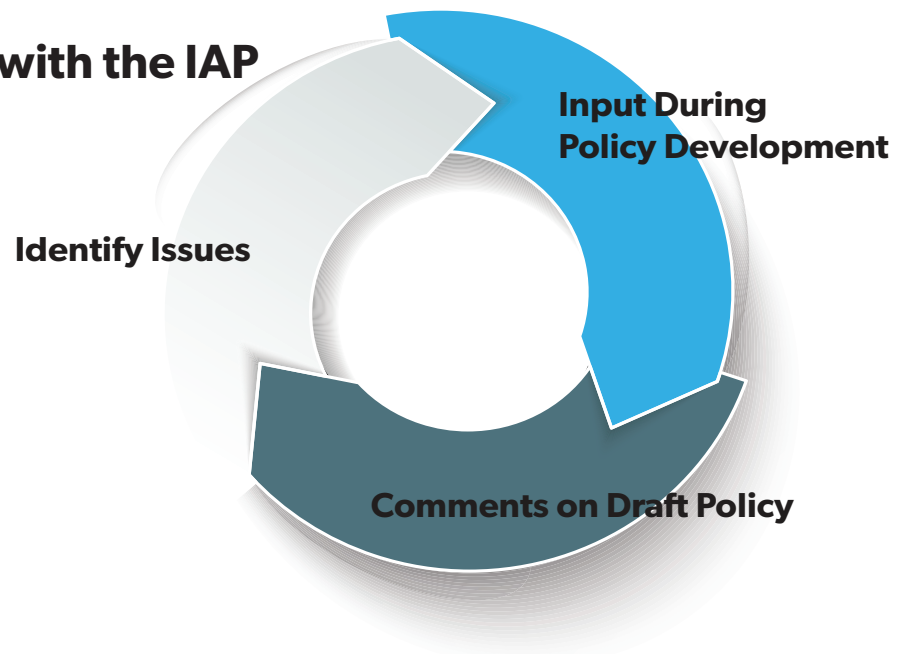 with the IAP
Input During
Policy Development
Identify Issues
Comments on Draft Policy